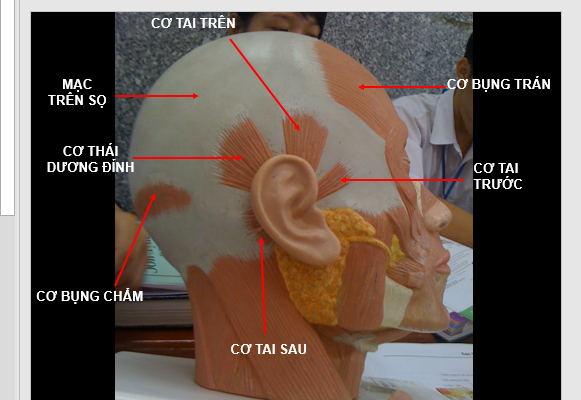 CƠ TAI TRÊN
MẠC
TRÊN SỌ
CƠ BỤNG TRÁN
CƠ THÁI
DƯƠNG ĐỈNH
CƠ TAI
TRƯỚC
CƠ BỤNG CHẨM
CƠ TAI SAU